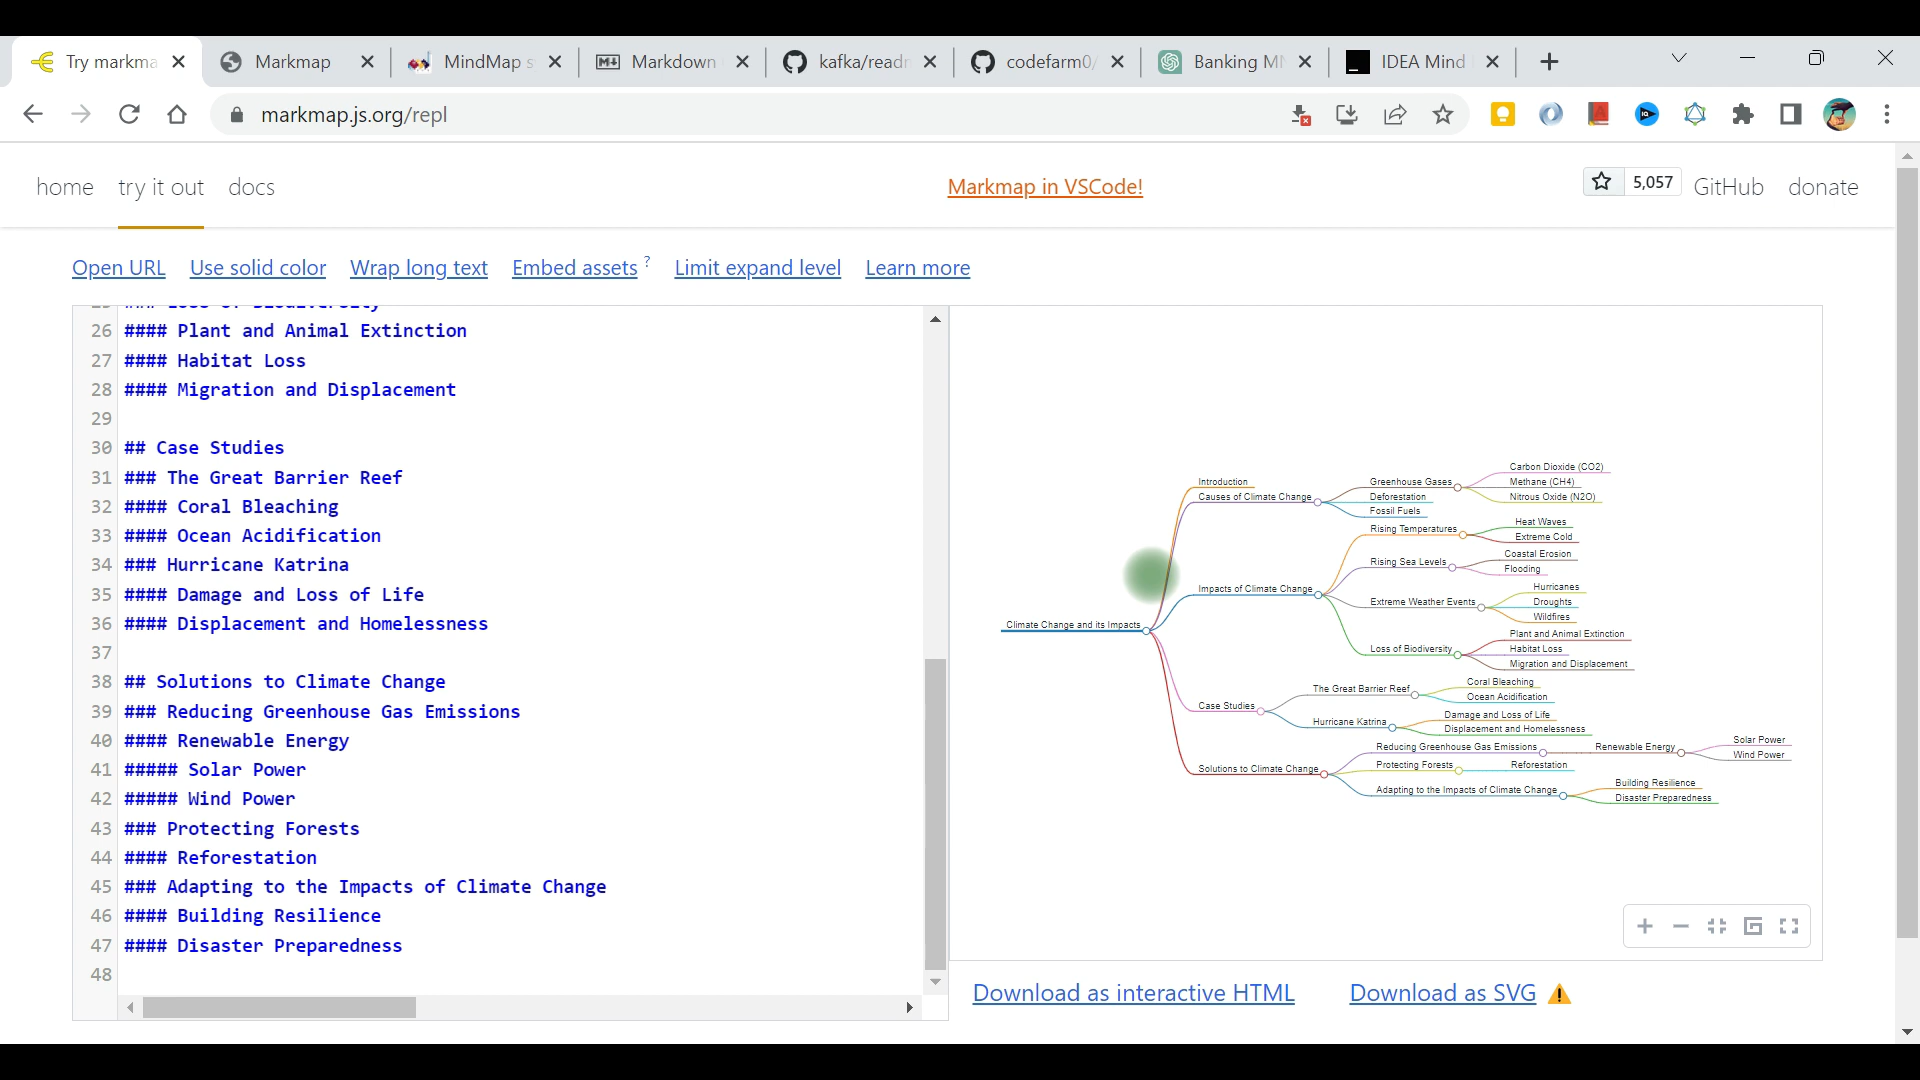 Try markma
Markmap
MindMap s
Markdown
kafka/readr
codefarm0/
Banking M
IDEA Mind
markmap.js.org/repl
home
try it out
docs
Markmap in VSCode!
5,057
GitHub
donate
Open URL
Use solid color
Wrap long text
Embed assets ?
Limit expand level
Learn more
26 #### Plant and Animal Extinction
27 #### Habitat Loss
28 #### Migration and Displacement
29
30 ## Case Studies
31 ### The Great Barrier Reef
32 #### Coral Bleaching
33 #### Ocean Acidification
34 ### Hurricane Katrina
35 #### Damage and Loss of Life
36 #### Displacement and Homelessness
37
38 ## Solutions to Climate Change
39 ### Reducing Greenhouse Gas Emissions
40 #### Renewable Energy
41 ##### Solar Power
42 ##### Wind Power
43 ### Protecting Forests
44 #### Reforestation
45 ### Adapting to the Impacts of Climate Change
46 #### Building Resilience
47 #### Disaster Preparedness
48
Climate Change and its Impacts
Introduction
Causes of Climate Change
Greenhouse Gases
Carbon Dioxide (CO2)
Methane (CH4)
Nitrous Oxide (N2O)
Deforestation
Fossil Fuels
Impacts of Climate Change
Rising Temperatures
Heat Waves
Extreme Cold
Rising Sea Levels
Coastal Erosion
Flooding
Extreme Weather Events
Hurricanes
Droughts
Wildfires
Loss of Biodiversity
Plant and Animal Extinction
Habitat Loss
Migration and Displacement
Case Studies
The Great Barrier Reef
Coral Bleaching
Ocean Acidification
Hurricane Katrina
Damage and Loss of Life
Displacement and Homelessness
Solutions to Climate Change
Reducing Greenhouse Gas Emissions
Renewable Energy
Solar Power
Wind Power
Protecting Forests
Reforestation
Adapting to the Impacts of Climate Change
Building Resilience
Disaster Preparedness
Download as interactive HTML
Download as SVG